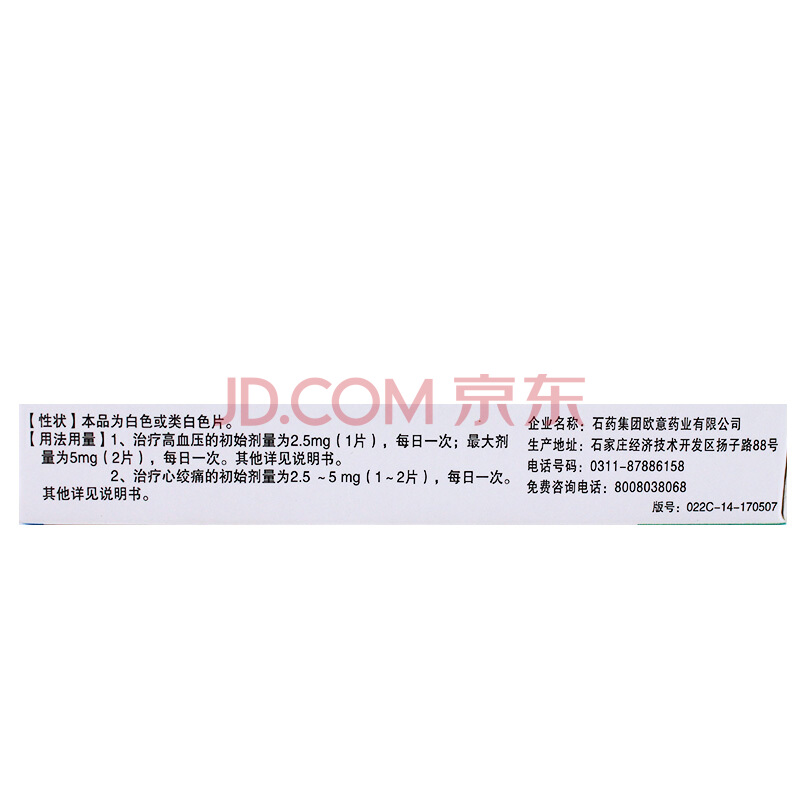 JD.COM 京东
【性状】本品为白色或类白色片。
【用法用量】1、治疗高血压的初始剂量为2.5mg(1片),每日一次;最大剂
量为5mg(2片),每日一次。其他详见说明书。
2、治疗心绞痛的初始剂量为2.5~5mg(1~2片),每日一次。
其他详见说明书。
企业名称:石药集团欧意药业有限公司
生产地址:石家庄经济技术开发区扬子路88号
电话号码:0311-87886158
免费咨询电话:8008038068
版号:022C-14-170507